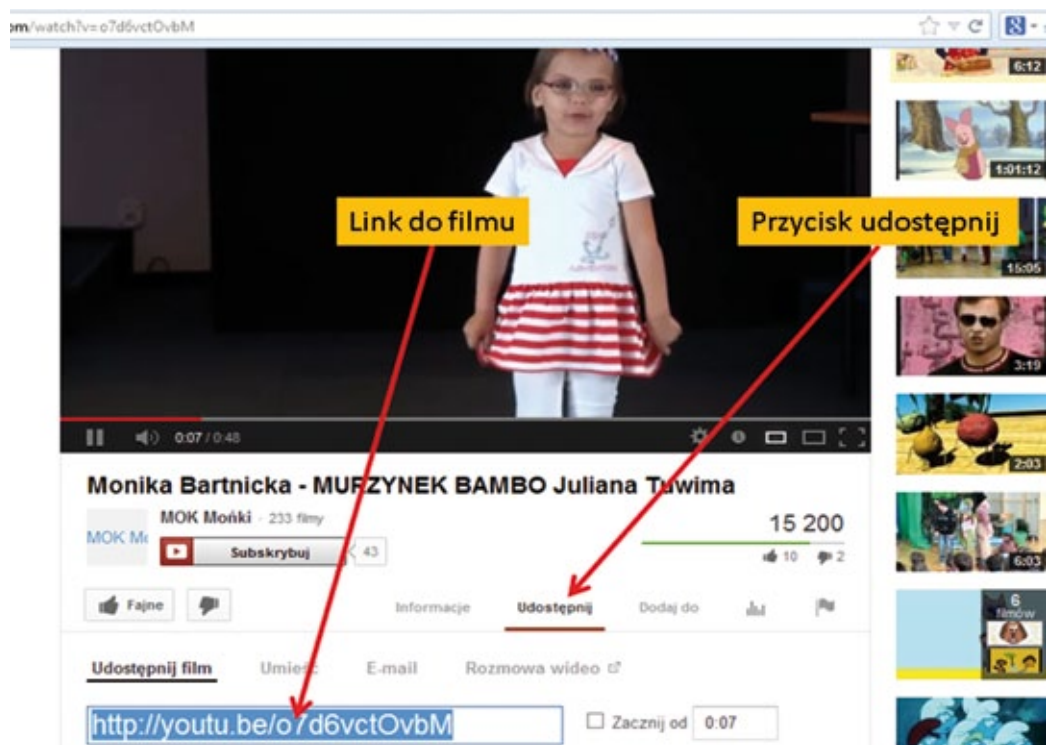 om/watch?v=o7d6vctOvbM
6:12
1:01:12
Link do filmu
Przycisk udostępnij
15:05
3:19
0:07 / 0:48
2:03
Monika Bartnicka - MURZYNEK BAMBO Juliana Tuwima
MOK Mońki · 233 filmy
MOK Mo
Subskrybuj
43
15 200
10
2
6:03
Fajne
Informacje
Udostępnij
Dodaj do
6
filmów
Udostępnij film
Umieść
E-mail
Rozmowa wideo
http://youtu.be/o7d6vctOvbM
Zacznij od
0:07